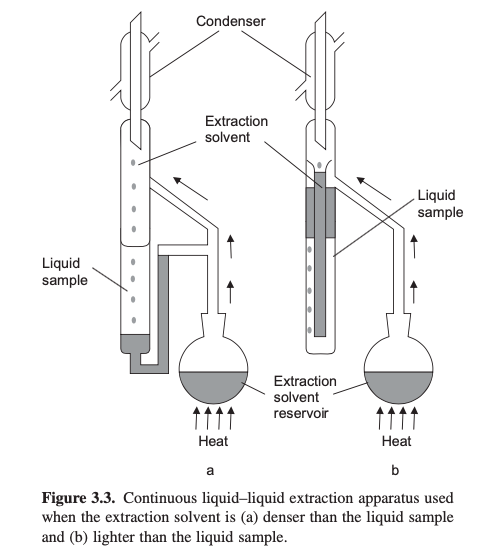 Condenser
Extraction
solvent
Liquid
sample
Liquid
sample
Extraction
solvent
reservoir
Heat
Heat
a
b
Figure 3.3. Continuous liquid–liquid extraction apparatus used
when the extraction solvent is (a) denser than the liquid sample
and (b) lighter than the liquid sample.